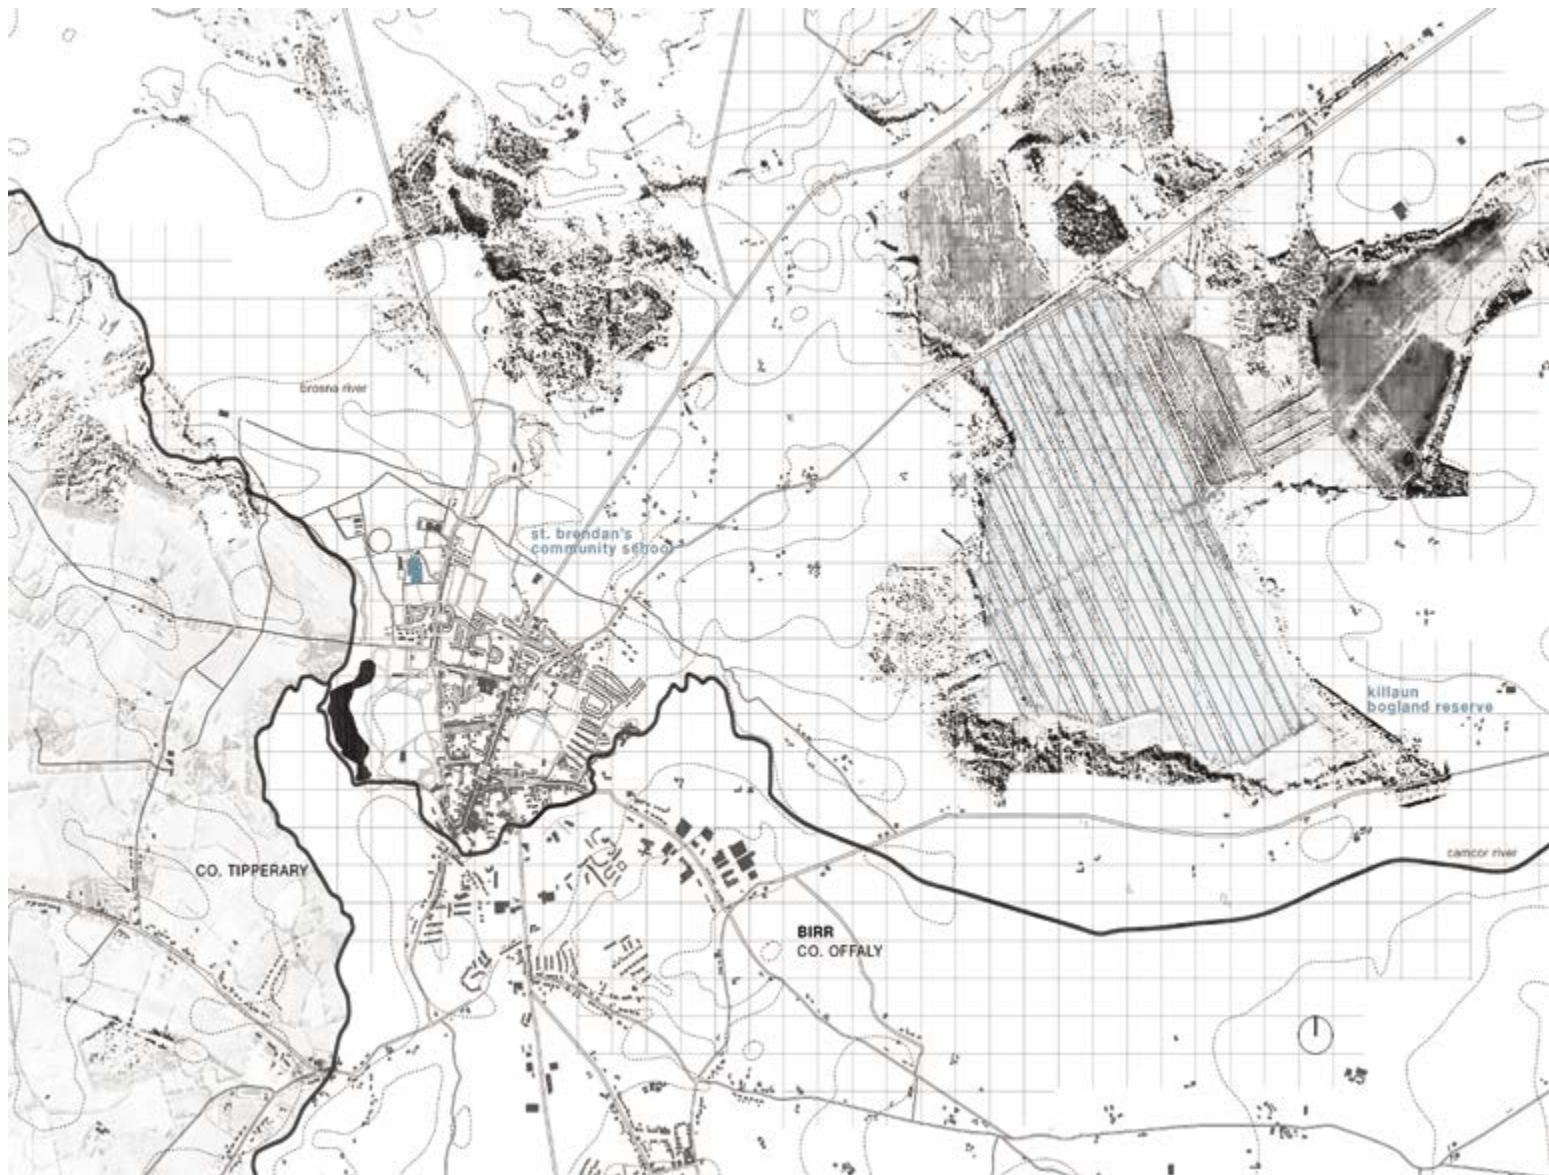 brosna river
st. brendan's
community school
killaun
bogland reserve
camcor river
CO. TIPPERARY
BIRR
CO. OFFALY